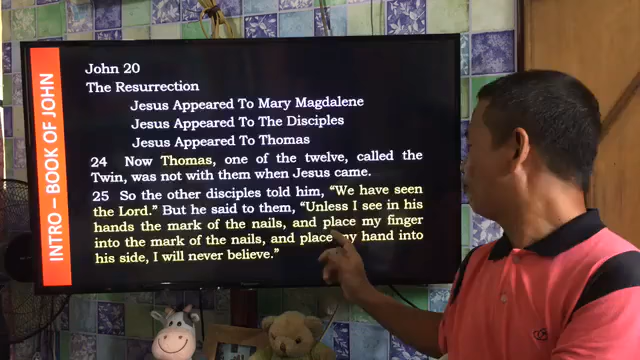 INTRO – BOOK OF JOHN
John 20
The Resurrection
Jesus Appeared To Mary Magdalene
Jesus Appeared To The Disciples
Jesus Appeared To Thomas
24 Now Thomas, one of the twelve, called the
Twin, was not with them when Jesus came.
25 So the other disciples told him, “We have seen
the Lord.” But he said to them, “Unless I see in his
hands the mark of the nails, and place my finger
into the mark of the nails, and place my hand into
his side, I will never believe.”